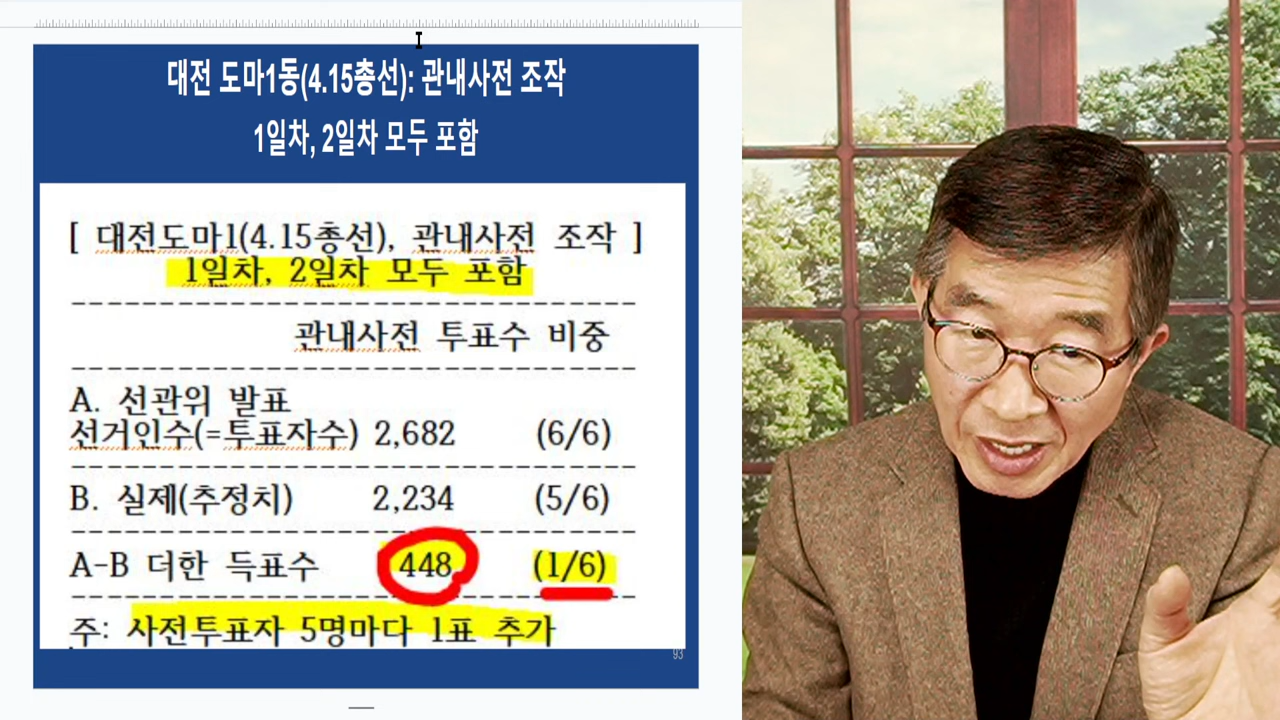 대전 도마1동(4.15총선): 관내사전 조작
1일차, 2일차 모두 포함
[ 대전도마1(4.15총선), 관내사전 조작 ]
1일차, 2일차 모두 포함
관내사전 투표수 비중
A. 선관위 발표
선거인수(=투표자수) 2,682 (6/6)
B. 실제(추정치) 2,234 (5/6)
A-B 더한 득표수 448 (1/6)
주: 사전투표자 5명마다 1표 추가
93